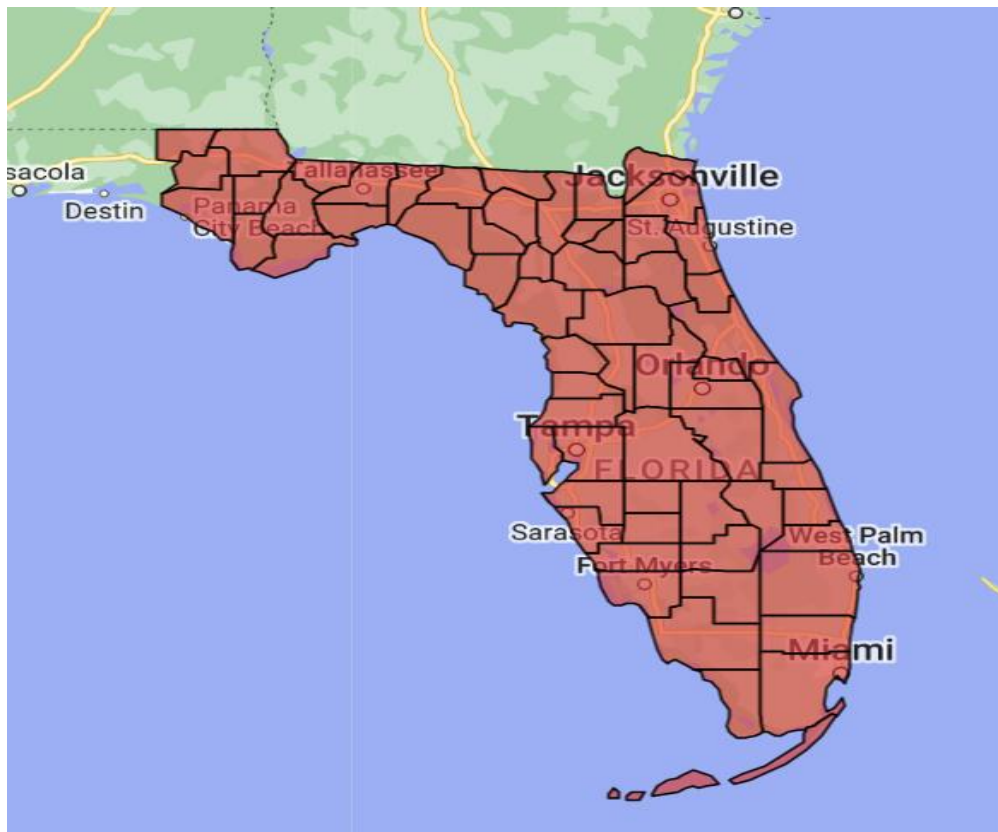 sacola
Destin
Tallahassee
Panama
City Beach
Jacksonville
St. Augustine
Orlando
Tampa
FLORIDA
Sarasota
West Palm
Beach
Fort Myers
Miami